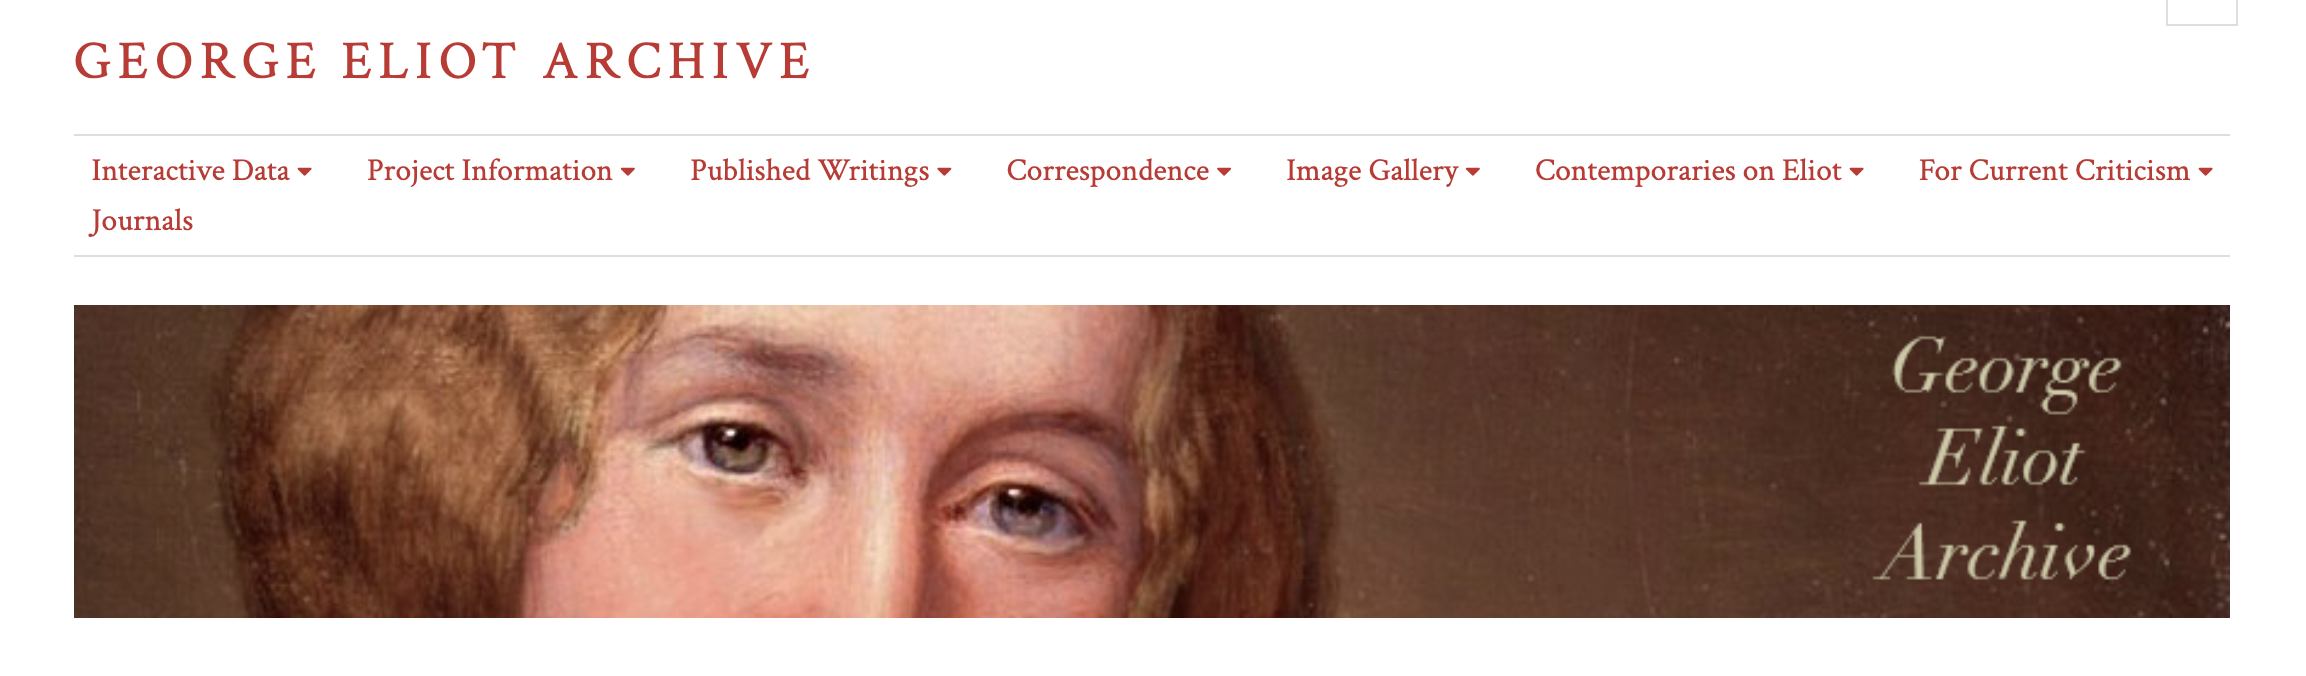 GEORGE ELIOT ARCHIVE
Interactive Data Project Information Published Writings Correspondence Image Gallery Contemporaries on Eliot For Current Criticism
Journals
George
Eliot
Archive